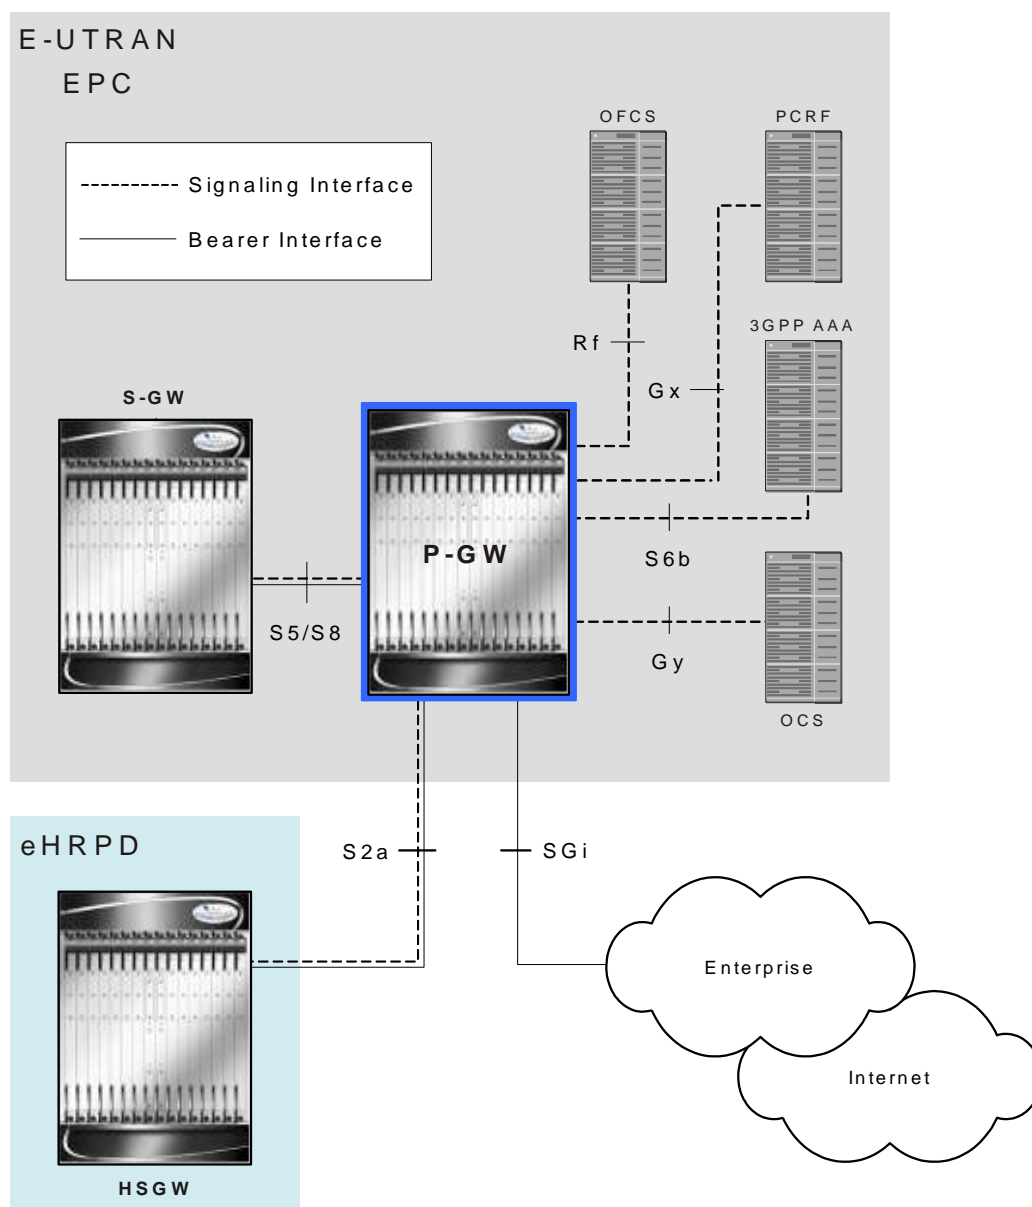 E-UTRAN
EPC
OFCS
PCRF
Signaling Interface
Bearer Interface
3GPP AAA
Rf
Gx
S-GW
P-GW
S6b
S5/S8
Gy
OCS
eHRPD
S2a
SGi
Enterprise
Internet
HSGW